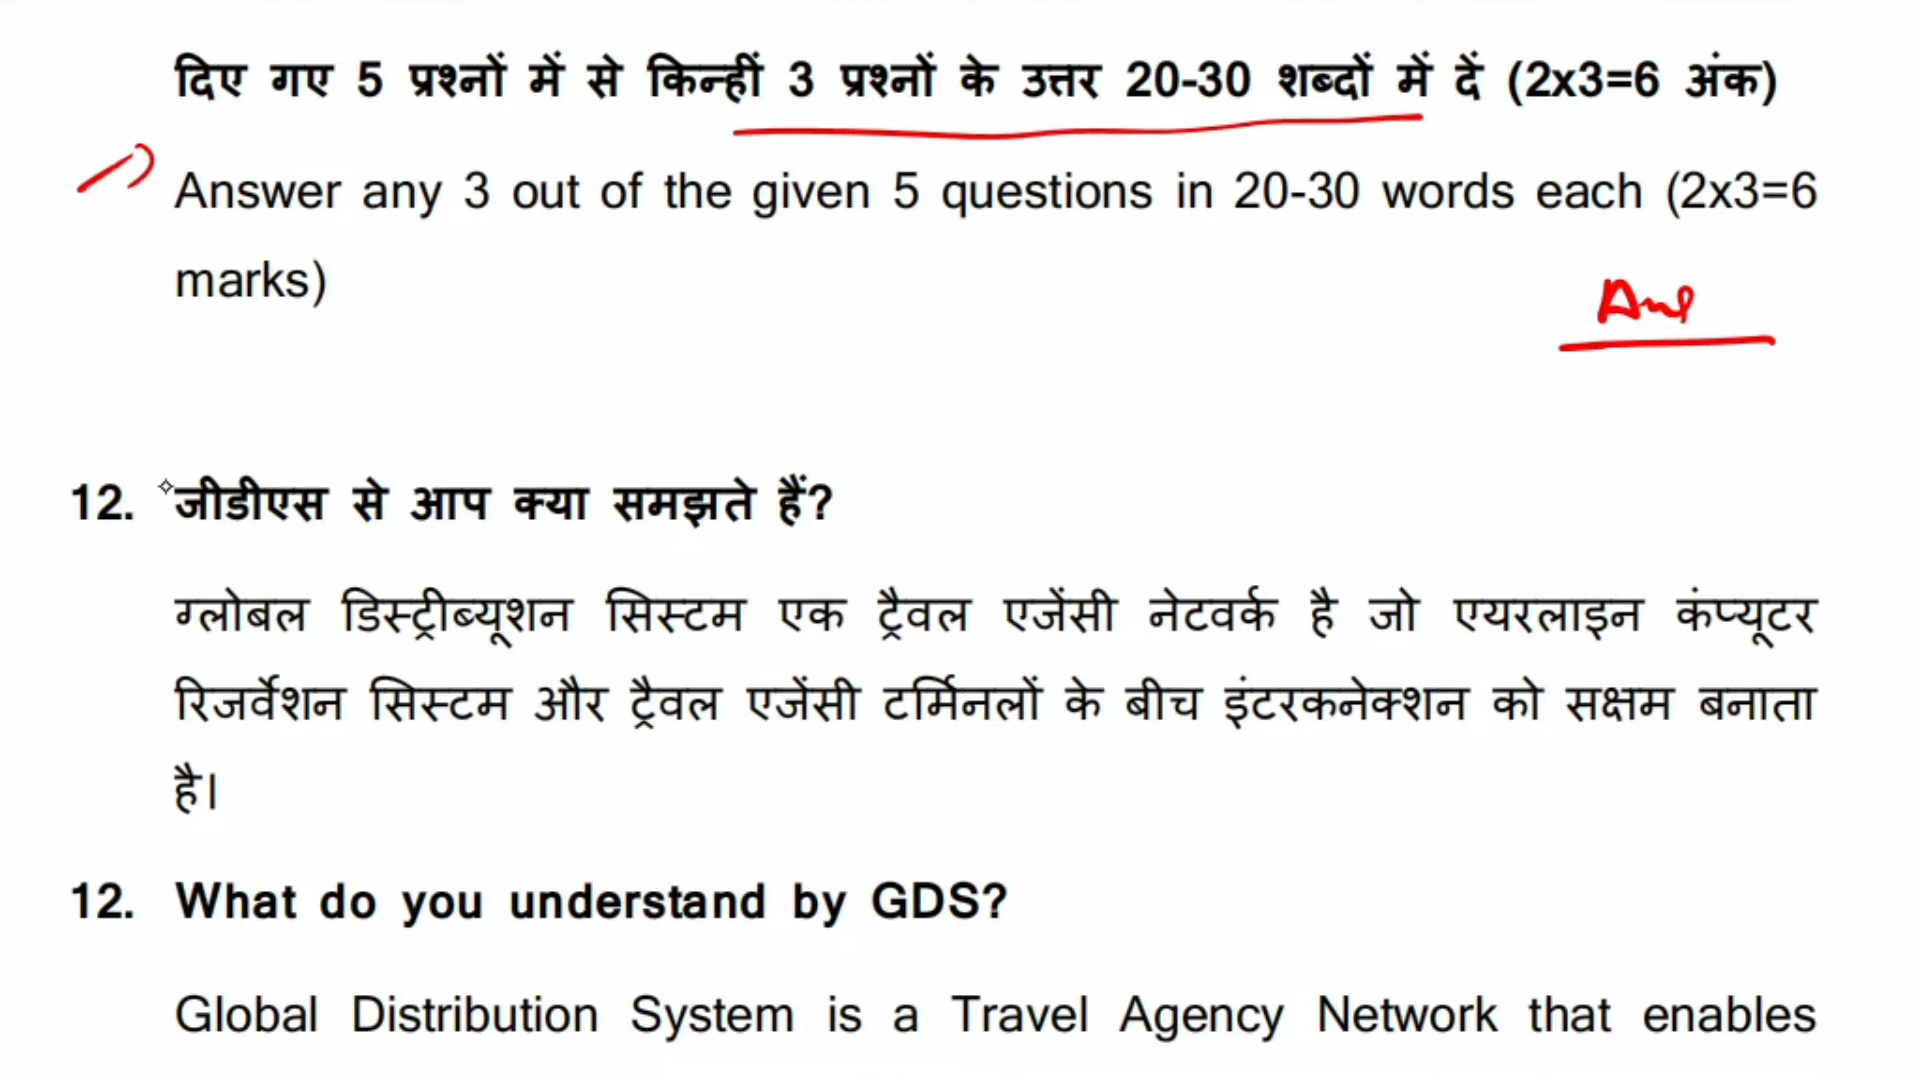 दिए गए 5 प्रश्नों में से किन्हीं 3 प्रश्नों के उत्तर 20-30 शब्दों में दें (2x3=6 अंक)
Answer any 3 out of the given 5 questions in 20-30 words each (2x3=6
marks)
Ans
12. जीडीएस से आप क्या समझते हैं?
ग्लोबल डिस्ट्रीब्यूशन सिस्टम एक ट्रैवल एजेंसी नेटवर्क है जो एयरलाइन कंप्यूटर
रिजर्वेशन सिस्टम और ट्रैवल एजेंसी टर्मिनलों के बीच इंटरकनेक्शन को सक्षम बनाता
है।
12. What do you understand by GDS?
Global Distribution System is a Travel Agency Network that enables